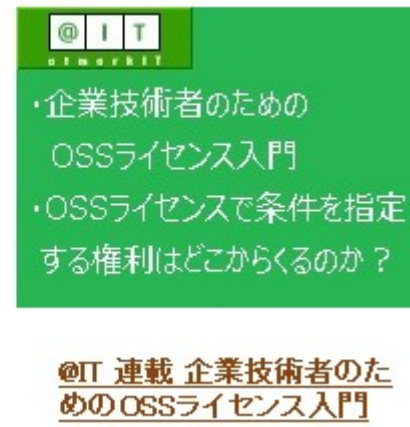 @IT
atmarkIT
・企業技術者のための
OSSライセンス入門
・OSSライセンスで条件を指定
する権利はどこからくるのか？
@IT 連載 企業技術者のた
めのOSSライセンス入門